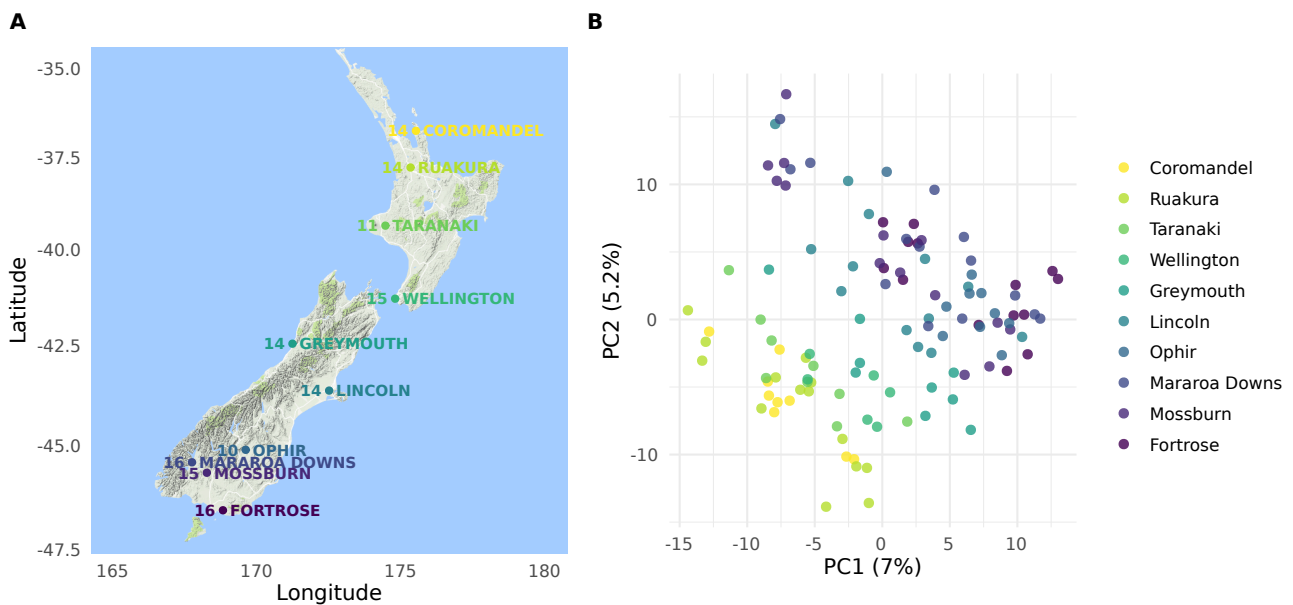 A
Latitude
-35.0
-37.5
-40.0
-42.5
-45.0
-47.5
14 COROMANDEL
14 RUAKURA
11 TARANAKI
15 WELLINGTON
14 GREYMOUTH
14 LINCOLN
10 OPHIR
16 MARAROA DOWNS
15 MOSSBURN
16 FORTROSE
165 170 175 180
Longitude
B
PC2 (5.2%)
10
0
-10
-15 -10 -5 0 5 10
PC1 (7%)
Coromandel
Ruakura
Taranaki
Wellington
Greymouth
Lincoln
Ophir
Mararoa Downs
Mossburn
Fortrose